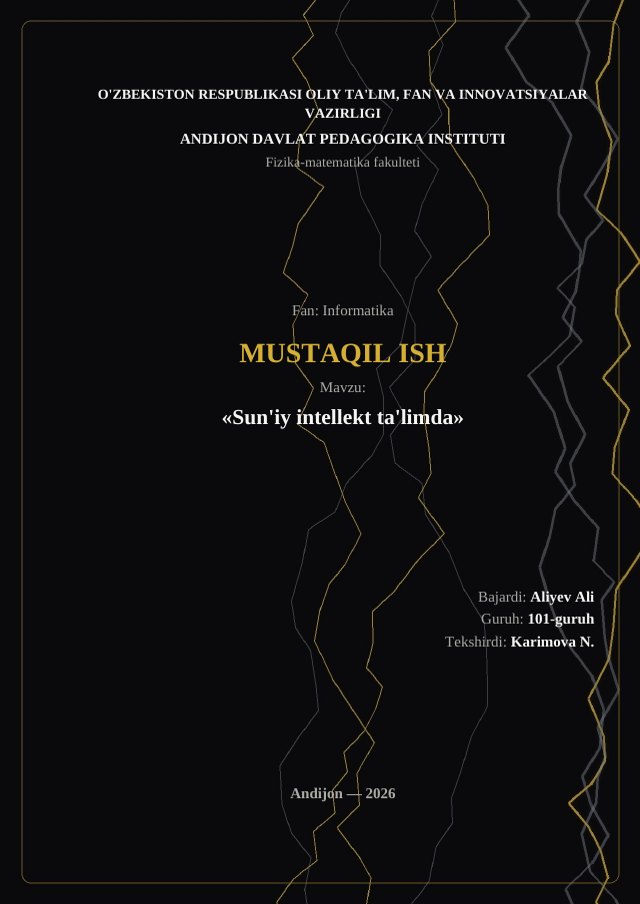 O'ZBEKISTON RESPUBLIKASI OLIY TA'LIM, FAN VA INNOVATSIYALAR
VAZIRLIGI
ANDIJON DAVLAT PEDAGOGIKA INSTITUTI
Fizika-matematika fakulteti
Fan: Informatika
MUSTAQIL ISH
Mavzu:
«Sun'iy intellekt ta'limda»
Bajardi: Aliyev Ali
Guruh: 101-guruh
Tekshirdi: Karimova N.
Andijon — 2026